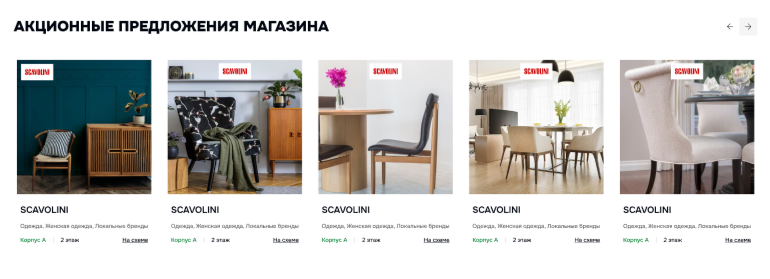 АКЦИОННЫЕ ПРЕДЛОЖЕНИЯ МАГАЗИНА
SCAVOLINI
SCAVOLINI
SCAVOLINI
SCAVOLINI
SCAVOLINI
SCAVOLINI
Одежда, Женская одежда, Локальные бренды
Корпус А | 2 этаж На схеме
SCAVOLINI
Одежда, Женская одежда, Локальные бренды
Корпус А | 2 этаж На схеме
SCAVOLINI
Одежда, Женская одежда, Локальные бренды
Корпус А | 2 этаж На схеме
SCAVOLINI
Одежда, Женская одежда, Локальные бренды
Корпус А | 2 этаж На схеме
SCAVOLINI
Одежда, Женская одежда, Локальные бренды
Корпус А | 2 этаж На схеме